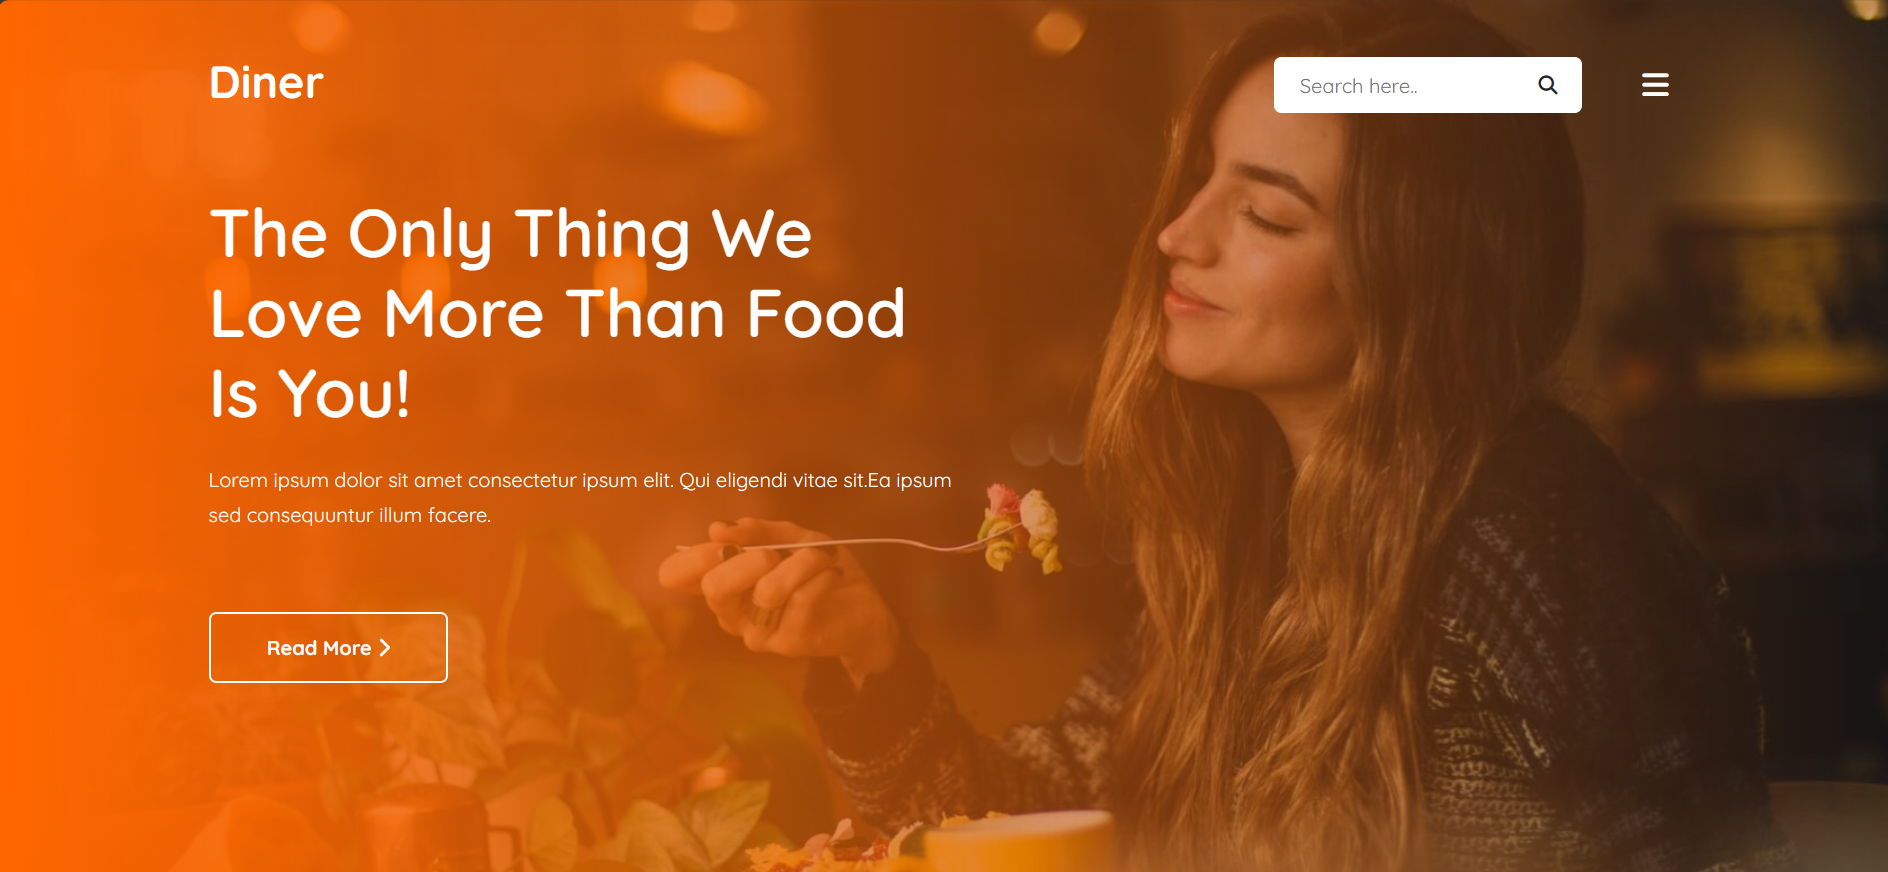 Diner
Search here..
The Only Thing We
Love More Than Food
Is You!
Lorem ipsum dolor sit amet consectetur ipsum elit. Qui eligendi vitae sit.Ea ipsum
sed consequuntur illum facere.
Read More